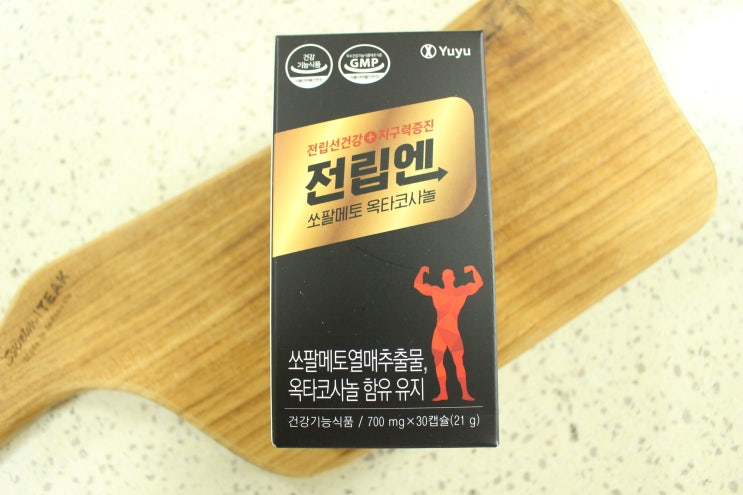 건강
기능식품
GMP
Yuyu
전립선건강+지구력증진
전립엔
쏘팔메토 옥타코사놀
쏘팔메토열매추출물,
옥타코사놀 함유 유지
건강기능식품 / 700 mg×30캡슐(21 g)
TEAK